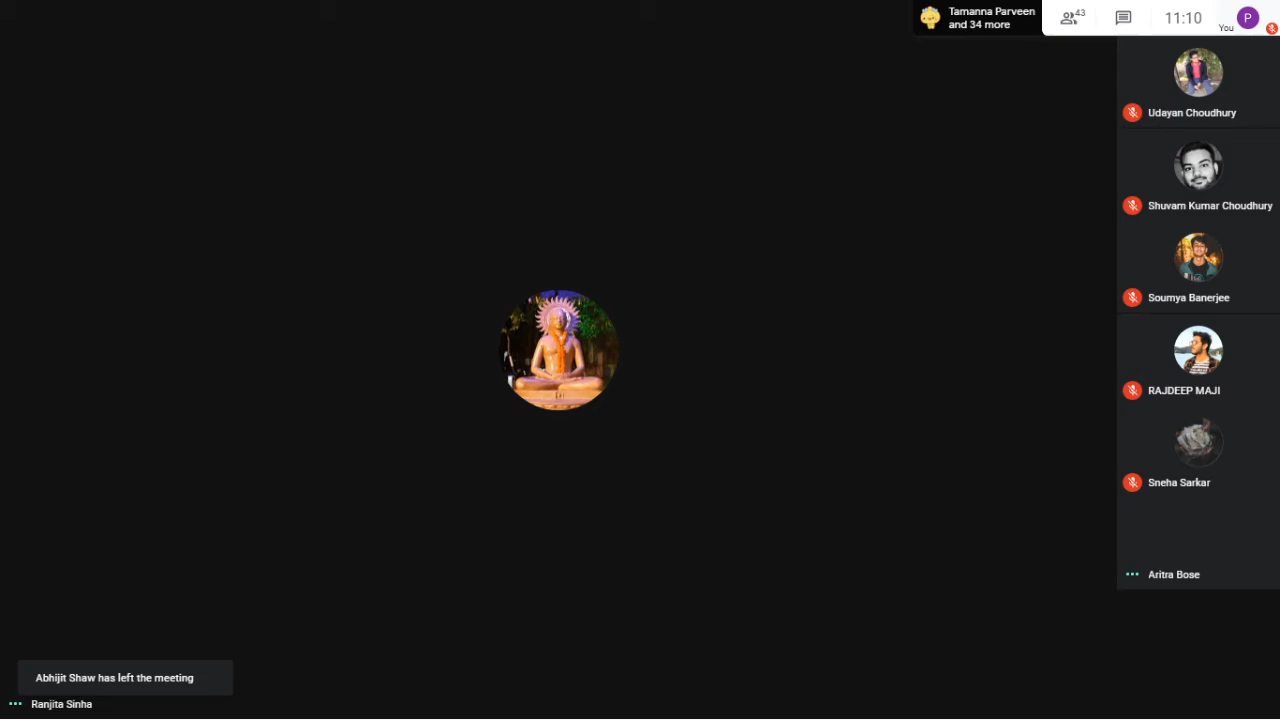 Tamanna Parveen
and 34 more
43
11:10
You
P
Udayan Choudhury
Shuvam Kumar Choudhury
Soumya Banerjee
RAJDEEP MAJI
Sneha Sarkar
Aritra Bose
Abhijit Shaw has left the meeting
Ranjita Sinha